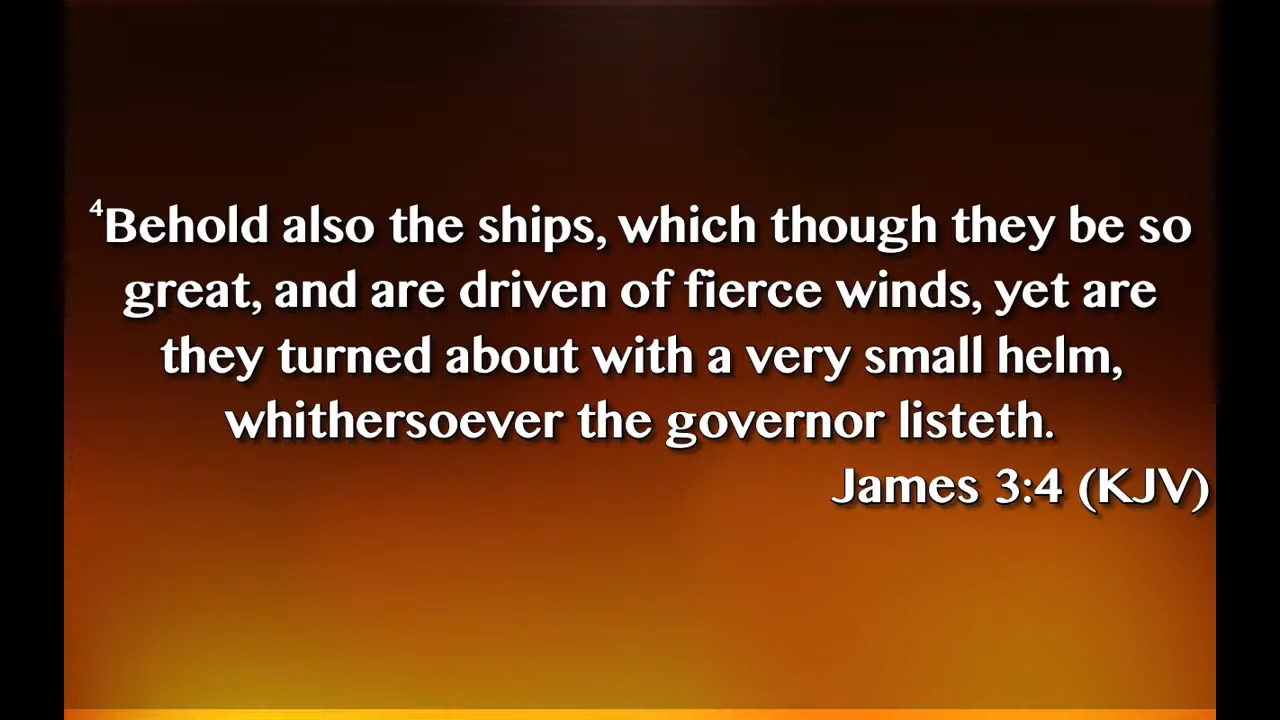 ⁴Behold also the ships, which though they be so
great, and are driven of fierce winds, yet are
they turned about with a very small helm,
whithersoever the governor listeth.
James 3:4 (KJV)